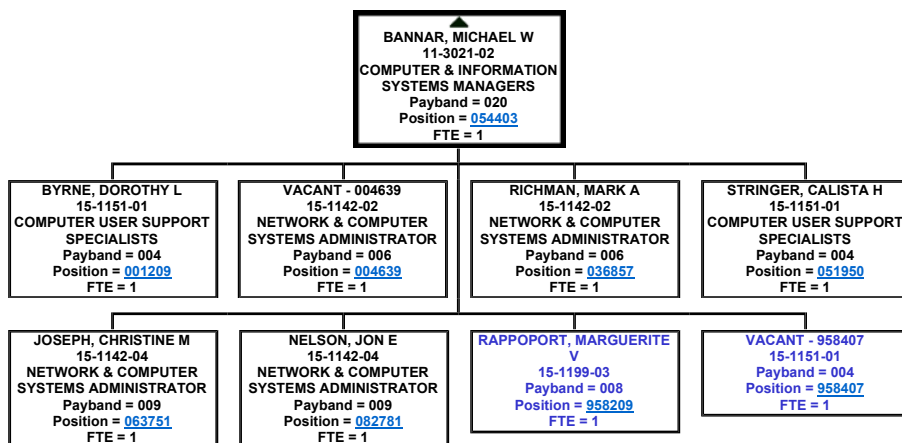 BANNAR, MICHAEL W
11-3021-02
COMPUTER & INFORMATION
SYSTEMS MANAGERS
Payband = 020
Position = 054403
FTE = 1
BYRNE, DOROTHY L
15-1151-01
COMPUTER USER SUPPORT
SPECIALISTS
Payband = 004
Position = 001209
FTE = 1
VACANT - 004639
15-1142-02
NETWORK & COMPUTER
SYSTEMS ADMINISTRATOR
Payband = 006
Position = 004639
FTE = 1
RICHMAN, MARK A
15-1142-02
NETWORK & COMPUTER
SYSTEMS ADMINISTRATOR
Payband = 006
Position = 036857
FTE = 1
STRINGER, CALISTA H
15-1151-01
COMPUTER USER SUPPORT
SPECIALISTS
Payband = 004
Position = 051950
FTE = 1
JOSEPH, CHRISTINE M
15-1142-04
NETWORK & COMPUTER
SYSTEMS ADMINISTRATOR
Payband = 009
Position = 063751
FTE = 1
NELSON, JON E
15-1142-04
NETWORK & COMPUTER
SYSTEMS ADMINISTRATOR
Payband = 009
Position = 082781
FTE = 1
RAPPOPORT, MARGUERITE
V
15-1199-03
Payband = 008
Position = 958209
FTE = 1
VACANT - 958407
15-1151-01
Payband = 004
Position = 958407
FTE = 1